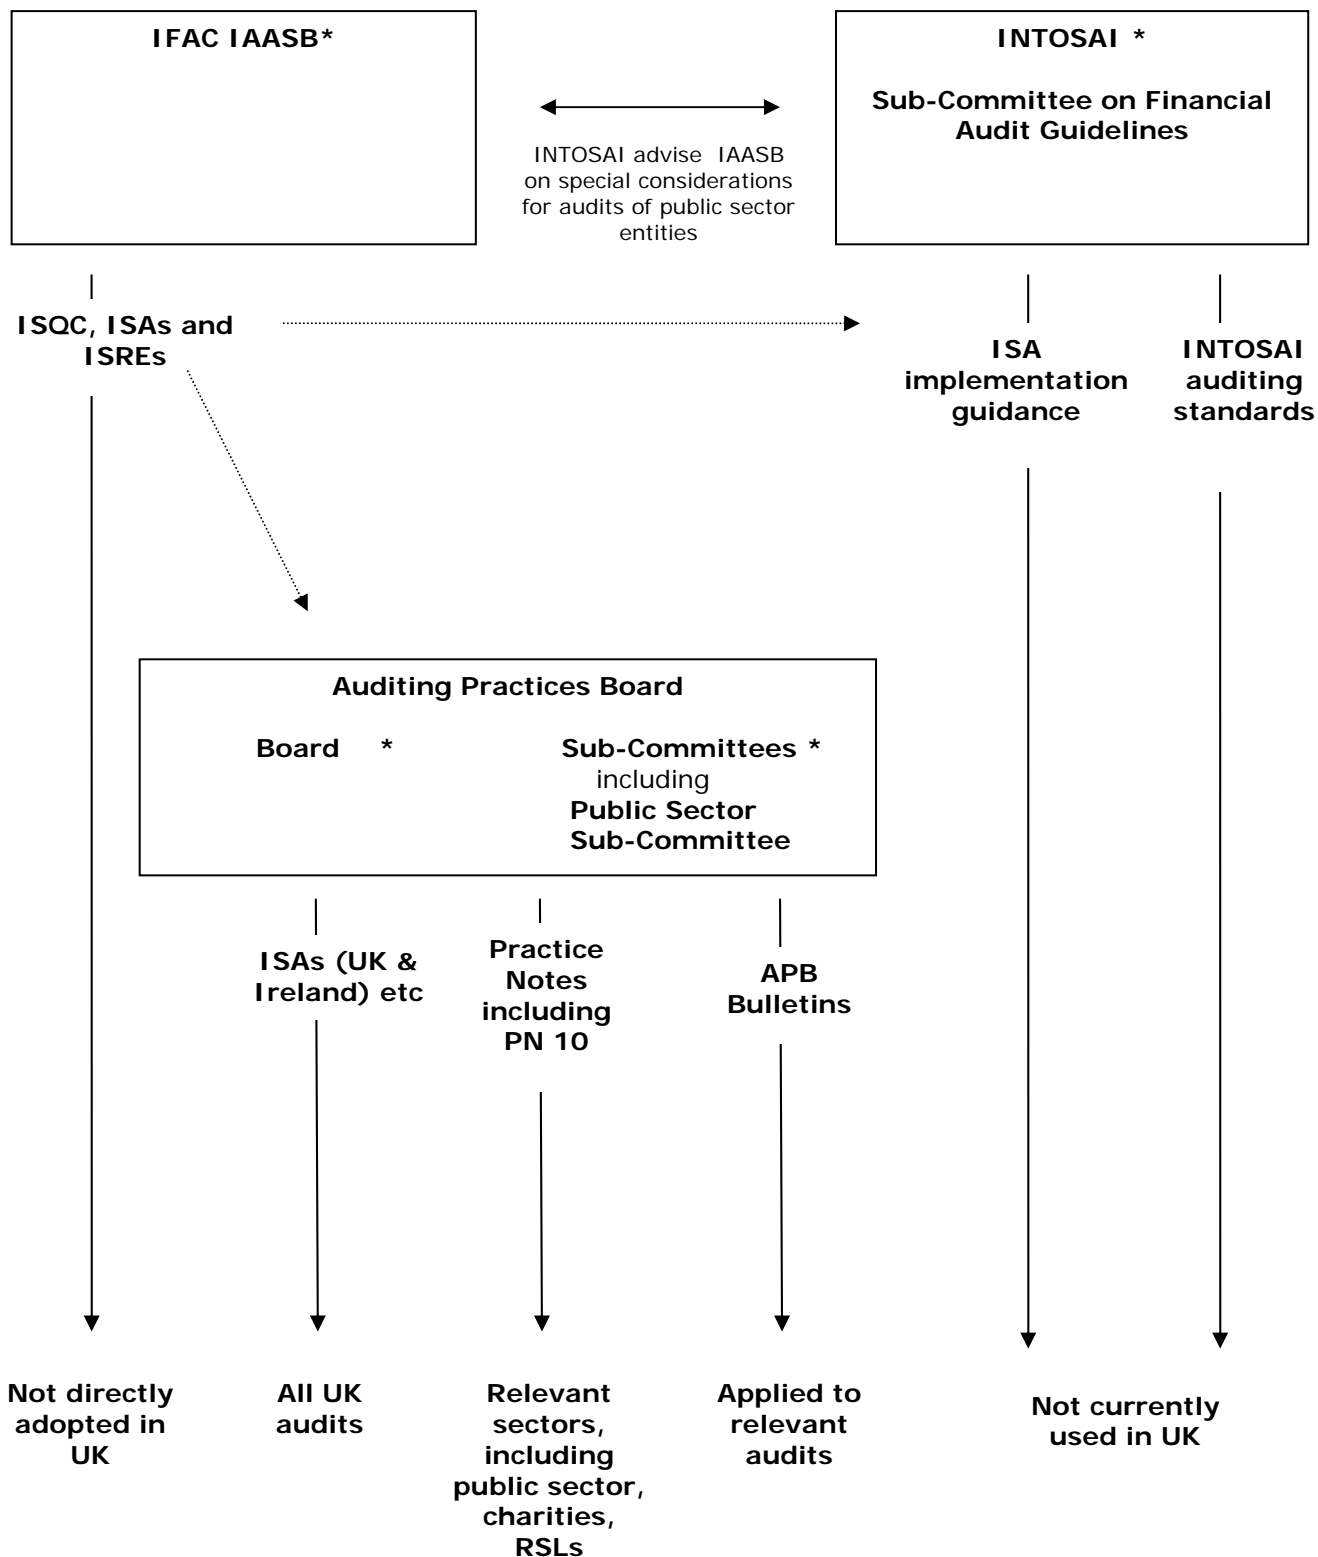 IFAC IAASB*
INTOSAI *
Sub-Committee on Financial
Audit Guidelines
INTOSAI advise IAASB
on special considerations
for audits of public sector
entities
ISQC, ISAs and
ISREs
ISA
implementation
guidance
INTOSAI
auditing
standards
Auditing Practices Board
Board *
Sub-Committees *
including
Public Sector
Sub-Committee
ISAs (UK &
Ireland) etc
Practice
Notes
including
PN 10
APB
Bulletins
Not directly
adopted in
UK
All UK
audits
Relevant
sectors,
including
public sector,
charities,
RSLs
Applied to
relevant
audits
Not currently
used in UK